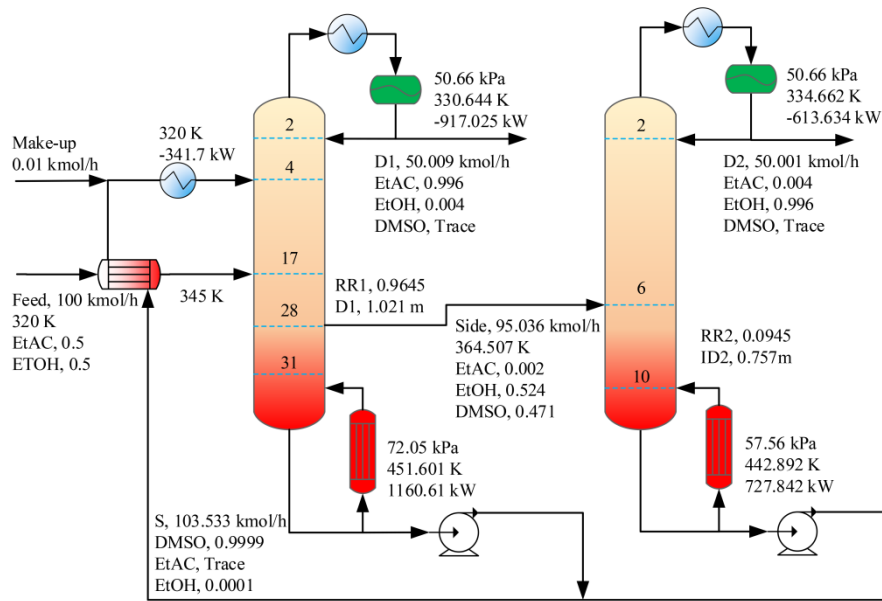 50.66 kPa
330.644 K
-917.025 kW
50.66 kPa
334.662 K
-613.634 kW
Make-up
0.01 kmol/h
320 K
-341.7 kW
2
4
17
28
31
D1, 50.009 kmol/h
EtAC, 0.996
EtOH, 0.004
DMSO, Trace
2
6
10
D2, 50.001 kmol/h
EtAC, 0.004
EtOH, 0.996
DMSO, Trace
Feed, 100 kmol/h
320 K
EtAC, 0.5
ETOH, 0.5
345 K
RR1, 0.9645
D1, 1.021 m
Side, 95.036 kmol/h
364.507 K
EtAC, 0.002
EtOH, 0.524
DMSO, 0.471
RR2, 0.0945
ID2, 0.757m
72.05 kPa
451.601 K
1160.61 kW
57.56 kPa
442.892 K
727.842 kW
S, 103.533 kmol/h
DMSO, 0.9999
EtAC, Trace
EtOH, 0.0001